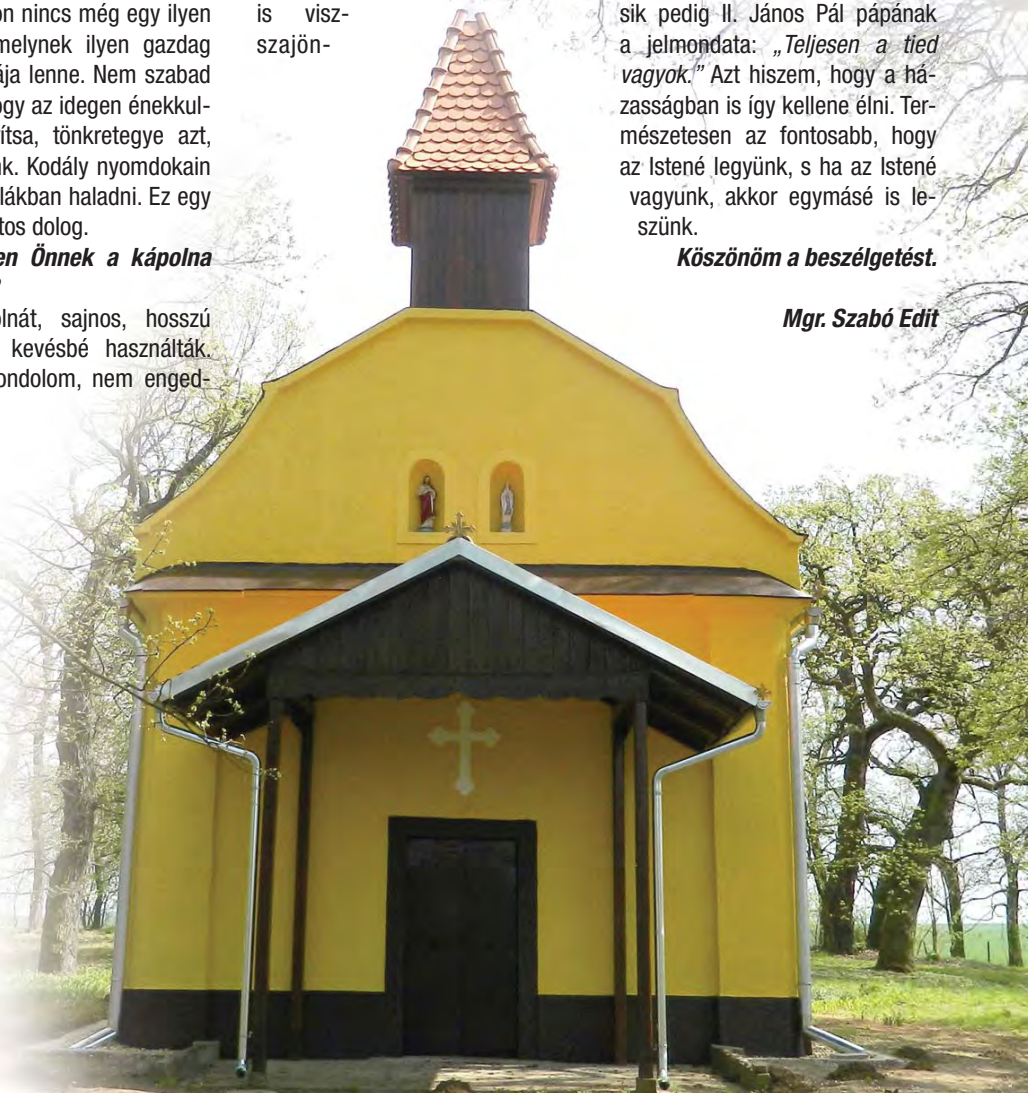 on nincs még egy ilyen
melynek ilyen gazdag
ája lenne. Nem szabad
ogy az idegen énekkul-
rítsa, tönkretegye azt,
nk. Kodály nyomdokain
lákban haladni. Ez egy
tos dolog.
en Önnek a kápolna
olnát, sajnos, hosszú
kevésbé használták.
ondolom, nem enged-
is visz-
szajön-
sik pedig II. János Pál pápának
a jelmondata: „Teljesen a tied
vagyok.” Azt hiszem, hogy a há-
zasságban is így kellene élni. Ter-
mészetesen az fontosabb, hogy
az Istené legyünk, s ha az Istené
vagyunk, akkor egymásé is le-
szünk.
Köszönöm a beszélgetést.
Mgr. Szabó Edit